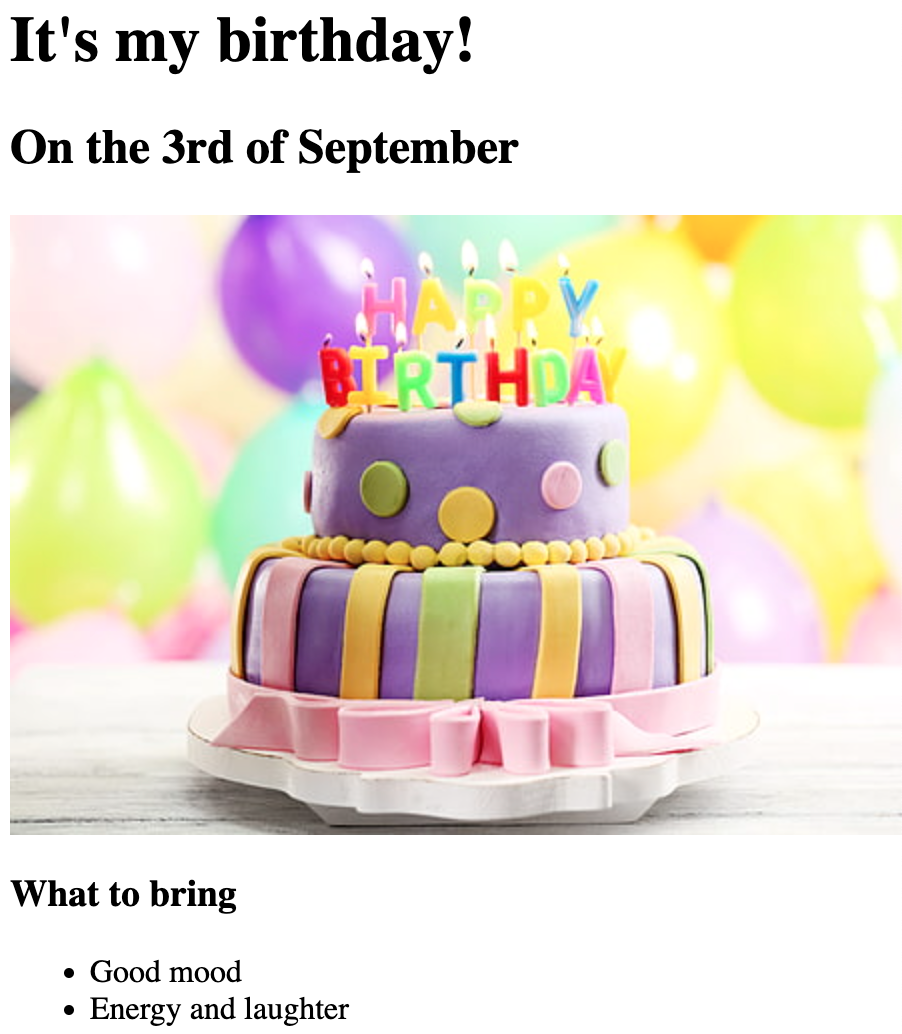 It's my birthday!
On the 3rd of September
HAPPY
BIRTHDAY
What to bring
Good mood
Energy and laughter